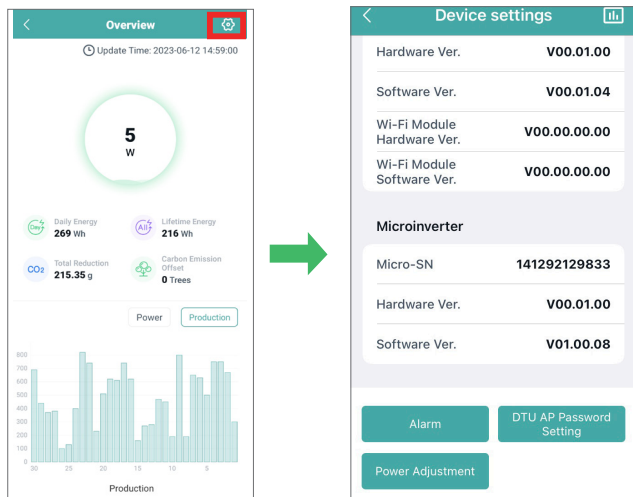 Overview
Update Time: 2023-06-12 14:59:00
5
W
Day
Daily Energy
269 Wh
All
Lifetime Energy
216 Wh
CO2
Total Reduction
215.35 g
Carbon Emission
Offset
0 Trees
Power
Production
800
700
600
500
400
300
200
100
0
30
25
20
15
10
5
Production
Device settings
Hardware Ver.
V00.01.00
Software Ver.
V00.01.04
Wi-Fi Module
Hardware Ver.
V00.00.00.00
Wi-Fi Module
Software Ver.
V00.00.00.00
Microinverter
Micro-SN
141292129833
Hardware Ver.
V00.01.00
Software Ver.
V01.00.08
Alarm
DTU AP Password
Setting
Power Adjustment